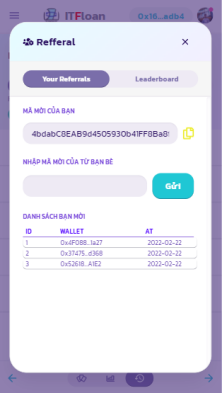 ITFloan
0x16...edb4
Refferal
Your Referrals
Leaderboard
MÃ MỜI CỦA BẠN
4bdabC8EAB9d4505930b41FF8Ba8
NHẬP MÃ MỜI CỦA TỪ BẠN BÈ
Gửi
DANH SÁCH BẠN MỜI
ID WALLET AT
1 0x4F088...1a27 2022-02-22
2 0x37475...d368 2022-02-22
3 0x52618...A1E2 2022-02-22